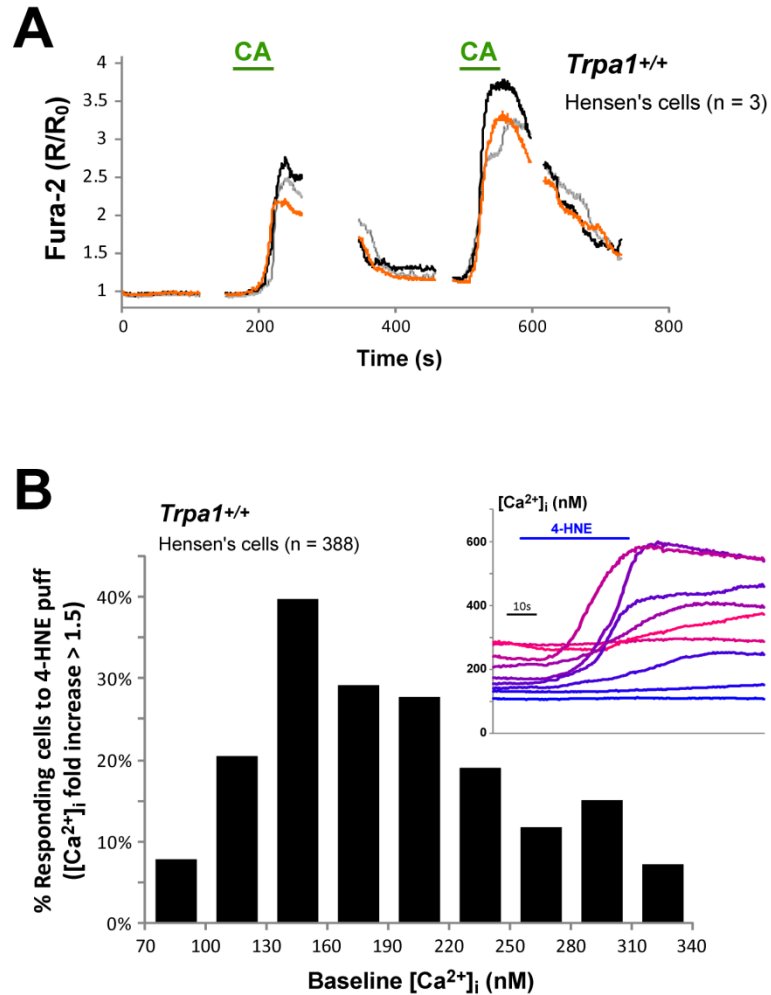 A
CA CA
Trpa1+/+
Hensen's cells (n = 3)
Fura-2 (R/R0)
4
3.5
3
2.5
2
1.5
1
0 200 400 600 800
Time (s)
B
Trpa1+/+
Hensen's cells (n = 388)
% Responding cells to 4-HNE puff
([Ca2+]i fold increase > 1.5)
40%
30%
20%
10%
0%
70 100 130 160 190 220 250 280 310 340
Baseline [Ca2+]i (nM)
[Ca2+]i (nM)
4-HNE
600
10s
400
200
0